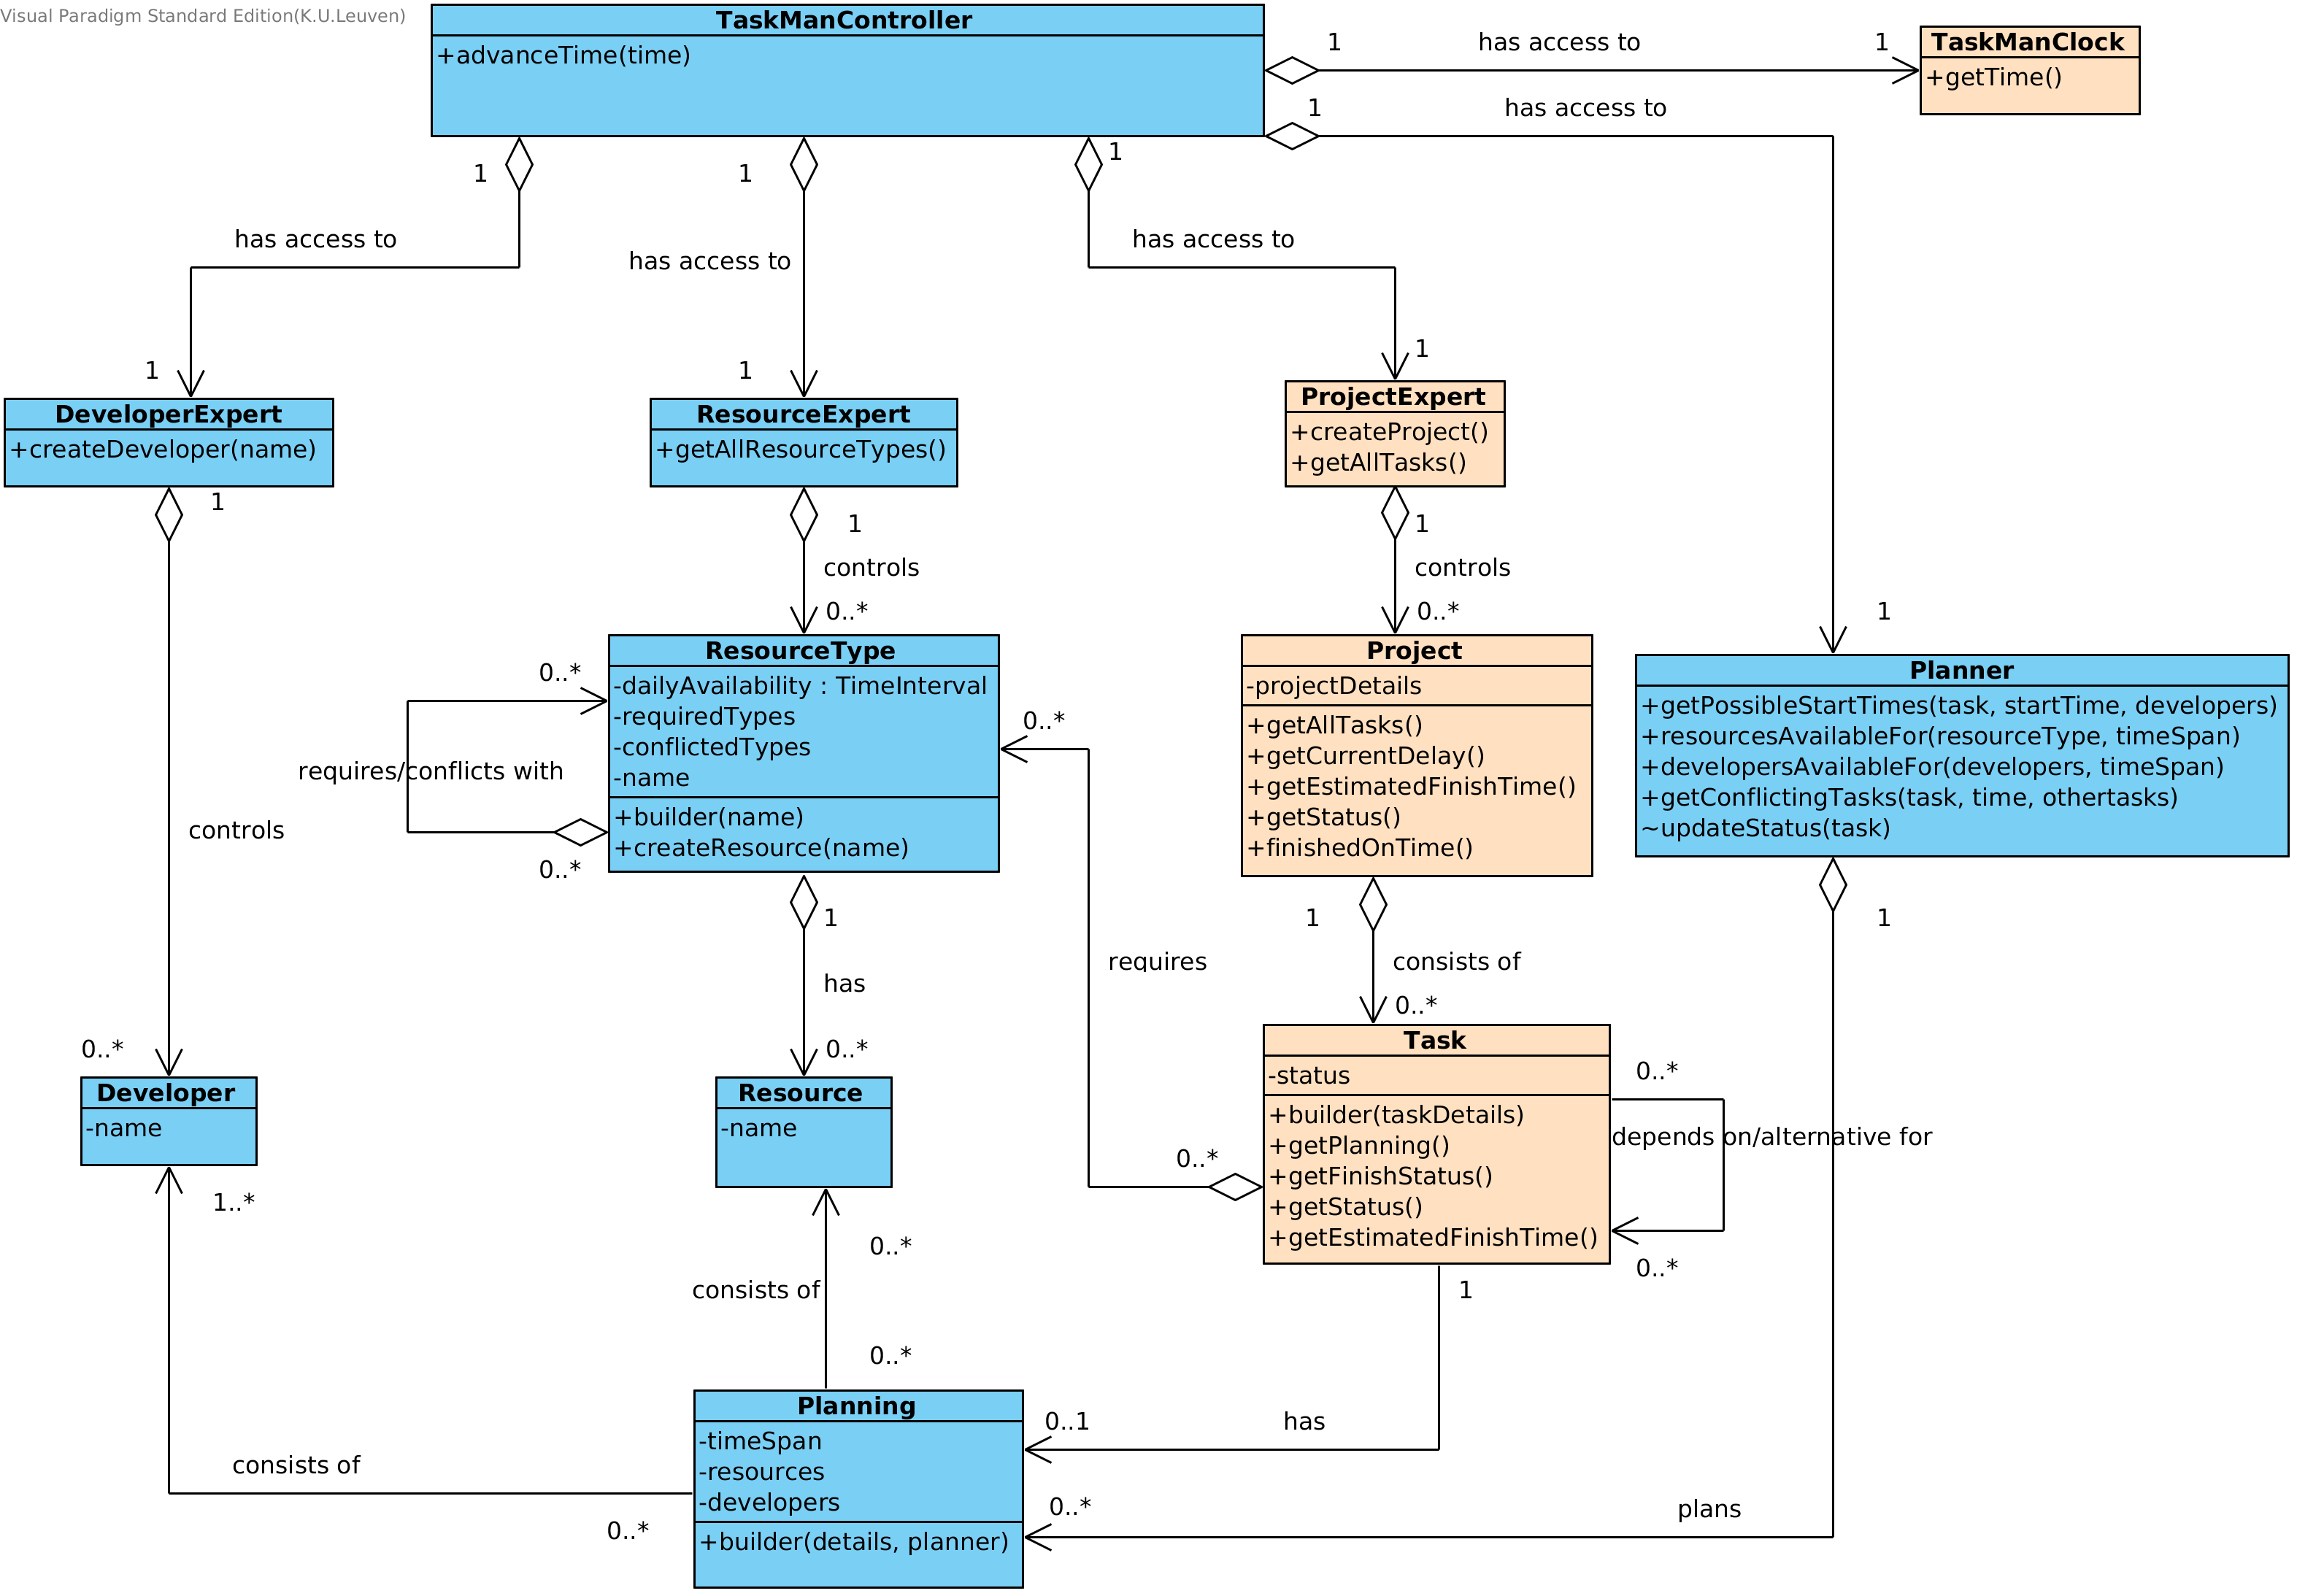 Visual Paradigm Standard Edition(K.U.Leuven)
TaskManController
+advanceTime(time)
1
has access to
1
TaskManClock
+getTime()
1
has access to
1
1
has access to
1
1
has access to
1
1
has access to
1
1
DeveloperExpert
+createDeveloper(name)
1
ResourceExpert
+getAllResourceTypes()
1
controls
0..*
ProjectExpert
+createProject()
+getAllTasks()
1
controls
0..*
ResourceType
-dailyAvailability : TimeInterval
-requiredTypes
-conflictedTypes
-name
+builder(name)
+createResource(name)
0..*
requires/conflicts with
0..*
0..*
requires
0..*
Project
-projectDetails
+getAllTasks()
+getCurrentDelay()
+getEstimatedFinishTime()
+getStatus()
+finishedOnTime()
Planner
+getPossibleStartTimes(task, startTime, developers)
+resourcesAvailableFor(resourceType, timeSpan)
+developersAvailableFor(developers, timeSpan)
+getConflictingTasks(task, time, othertasks)
~updateStatus(task)
controls
0..*
1
has
0..*
1
consists of
0..*
1
Developer
-name
1..*
Resource
-name
0..*
consists of
0..*
Task
-status
+builder(taskDetails)
+getPlanning()
+getFinishStatus()
+getStatus()
+getEstimatedFinishTime()
0..*
depends on/alternative for
0..*
1
has
0..1
Planning
-timeSpan
-resources
-developers
+builder(details, planner)
consists of
0..*
0..*
plans